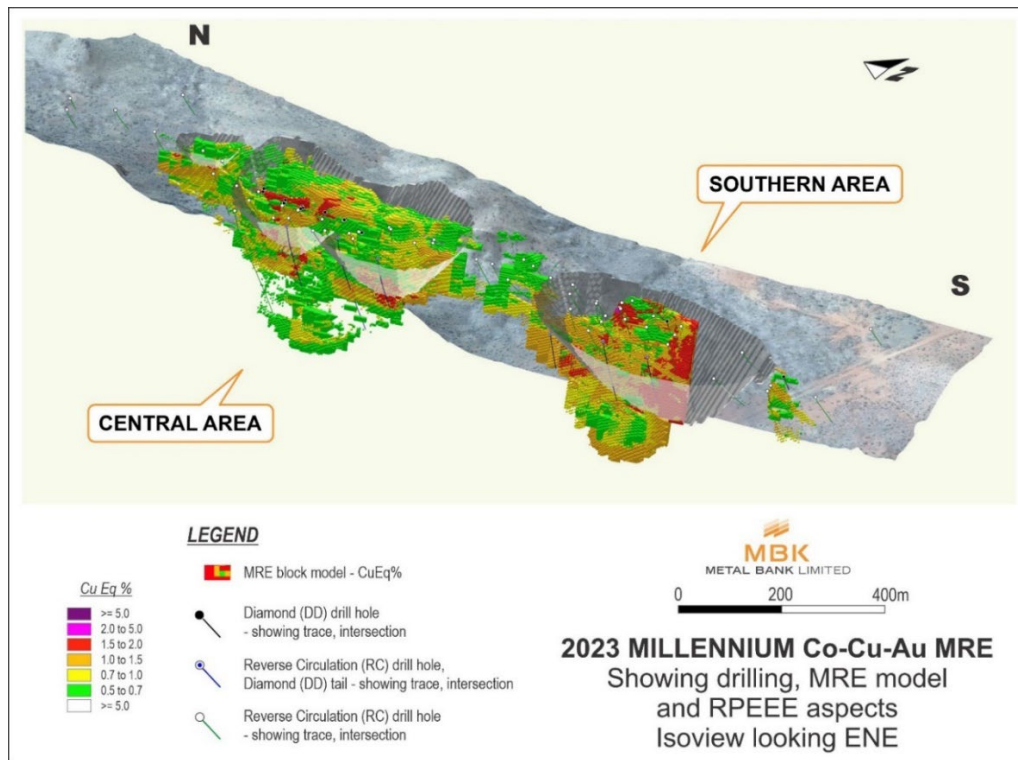 N
SOUTHERN AREA
S
CENTRAL AREA
LEGEND
MRE block model - CuEq%
Cu Eq %
>= 5.0
2.0 to 5.0
1.5 to 2.0
1.0 to 1.5
0.7 to 1.0
0.5 to 0.7
>= 5.0
Diamond (DD) drill hole
- showing trace, intersection
Reverse Circulation (RC) drill hole,
Diamond (DD) tail - showing trace, intersection
Reverse Circulation (RC) drill hole
- showing trace, intersection
MBK
METAL BANK LIMITED
0 200 400m
2023 MILLENNIUM Co-Cu-Au MRE
Showing drilling, MRE model
and RPEEE aspects
Isoview looking ENE